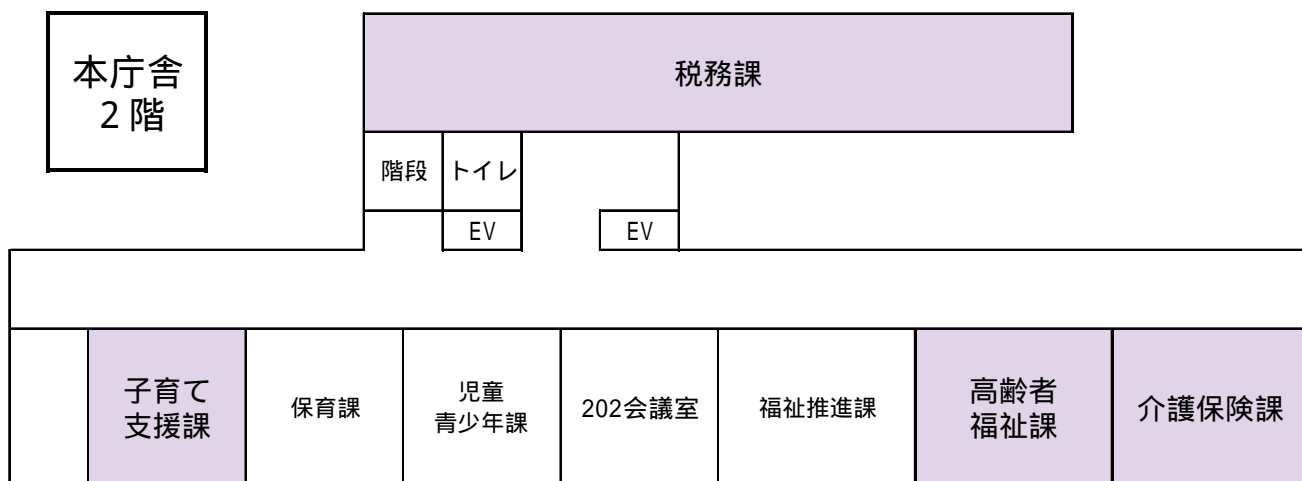 本庁舎
2階
税務課
階段
トイレ
EV
EV
子育て
支援課
保育課
児童
青少年課
202会議室
福祉推進課
高齢者
福祉課
介護保険課